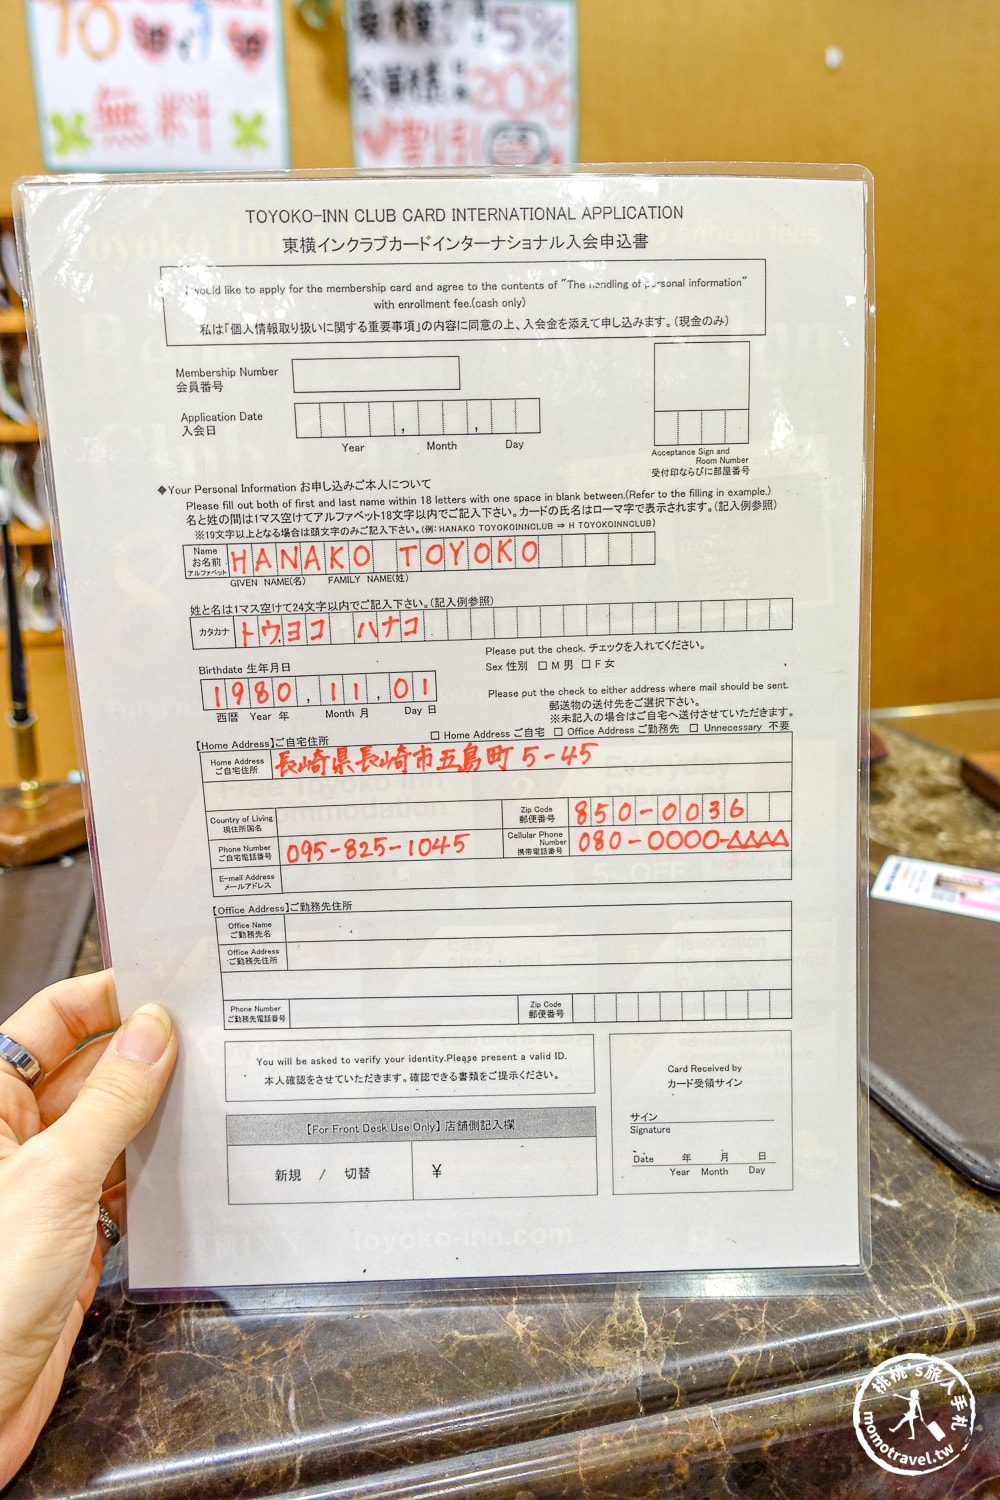 無料
5%
会員様
20%
割引
TOYOKO-INN CLUB CARD INTERNATIONAL APPLICATION
東横インクラブカードインターナショナル入会申込書
I would like to apply for the membership card and agree to the contents of "The handling of personal information"
with enrollment fee.(cash only)
私は「個人情報取り扱いに関する重要事項」の内容に同意の上、入会金を添えて申し込みます。(現金のみ)
Membership Number
会員番号
Application Date
入会日
, ,
Year Month Day
Acceptance Sign and
Room Number
受付印ならびに部屋番号
◆Your Personal Information お申し込みご本人について
Please fill out both of first and last name within 18 letters with one space in blank between.(Refer to the filling in example.)
名と姓の間は1マス空けてアルファベット18文字以内でご記入下さい。カードの氏名はローマ字で表示されます。(記入例参照)
※19文字以上となる場合は頭文字のみご記入下さい。(例:HANAKO TOYOKOINNCLUB ⇒ H TOYOKOINNCLUB)
Name
お名前
アルファベット
HANAKO TOYOKO
GIVEN NAME(名) FAMILY NAME(姓)
姓と名は1マス空けて24文字以内でご記入下さい。(記入例参照)
カタカナ トウヨコ ハナコ
Please put the check. チェックを入れてください。
Sex 性別 □ M 男 □ F 女
Birthdate 生年月日
1980,11,01
西暦 Year 年 Month 月 Day 日
Please put the check to either address where mail should be sent.
郵送物の送付先をご選択下さい。
※未記入の場合はご自宅へ送付させていただきます。
□ Home Address ご自宅 □ Office Address ご勤務先 □ Unnecessary 不要
【Home Address】ご自宅住所
Home Address
ご自宅住所
長崎県長崎市五島町 5-45
Country of Living
現住所国名
Zip Code
郵便番号
850-0036
Phone Number
ご自宅電話番号
095-825-1045
Cellular Phone
Number
携帯電話番号
080-0000-△△△△
E-mail Address
メールアドレス
【Office Address】ご勤務先住所
Office Name
ご勤務先名
Office Address
ご勤務先住所
Phone Number
ご勤務先電話番号
Zip Code
郵便番号
You will be asked to verify your identity.Please present a valid ID.
本人確認をさせていただきます。確認できる書類をご提示ください。
【For Front Desk Use Only】店舗側記入欄
新規 / 切替
¥
Card Received by
カード受領サイン
サイン
Signature
Date 年 月 日
Year Month Day
toyoko-inn.com
桃桃's旅人手札
momotravel.tw